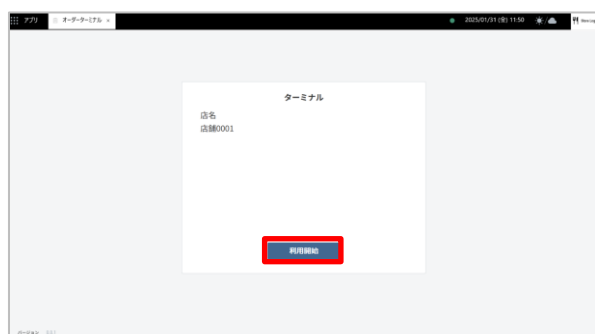 アプリ オーダーターミナル 2025/01/31 (金) 11:50
ターミナル
店名
店舗0001
利用開始